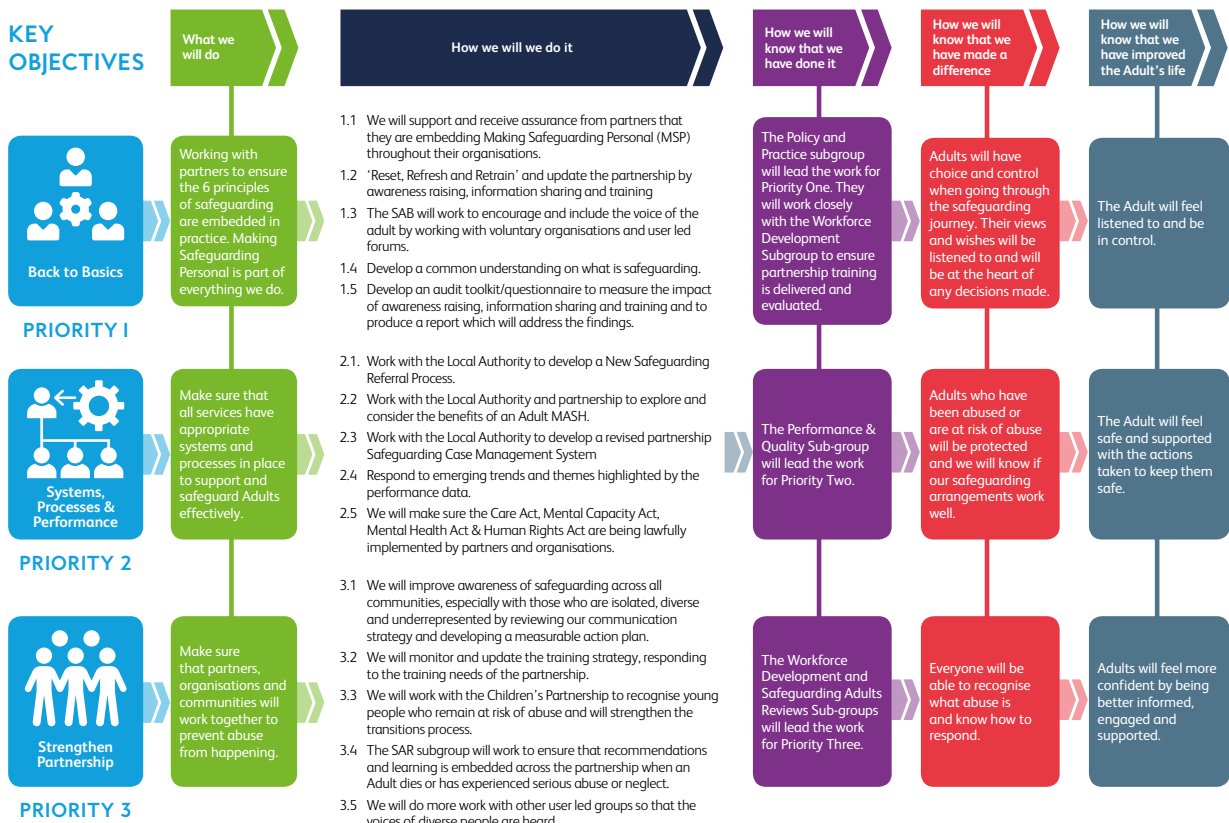 KEY
OBJECTIVES
What we
will do
How we will we do it
How we will
know that we
have done it
How we will
know that we
have made a
difference
How we will
know that we
have improved
the Adult's life
Back to Basics
PRIORITY 1
Working with
partners to ensure
the 6 principles
of safeguarding
are embedded in
practice. Making
Safeguarding
Personal is part of
everything we do.
1.1 We will support and receive assurance from partners that
they are embedding Making Safeguarding Personal (MSP)
throughout their organisations.
1.2 ‘Reset, Refresh and Retrain’ and update the partnership by
awareness raising, information sharing and training
1.3 The SAB will work to encourage and include the voice of the
adult by working with voluntary organisations and user led
forums.
1.4 Develop a common understanding on what is safeguarding.
1.5 Develop an audit toolkit/questionnaire to measure the impact
of awareness raising, information sharing and training and to
produce a report which will address the findings.
The Policy and
Practice subgroup
will lead the work for
Priority One. They
will work closely
with the Workforce
Development
Subgroup to ensure
partnership training
is delivered and
evaluated.
Adults will have
choice and control
when going through
the safeguarding
journey. Their views
and wishes will be
listened to and will
be at the heart of
any decisions made.
The Adult will feel
listened to and be
in control.
Systems,
Processes &
Performance
PRIORITY 2
Make sure that
all services have
appropriate
systems and
processes in place
to support and
safeguard Adults
effectively.
2.1. Work with the Local Authority to develop a New Safeguarding
Referral Process.
2.2 Work with the Local Authority and partnership to explore and
consider the benefits of an Adult MASH.
2.3 Work with the Local Authority to develop a revised partnership
Safeguarding Case Management System
2.4 Respond to emerging trends and themes highlighted by the
performance data.
2.5 We will make sure the Care Act, Mental Capacity Act,
Mental Health Act & Human Rights Act are being lawfully
implemented by partners and organisations.
The Performance &
Quality Sub-group
will lead the work
for Priority Two.
Adults who have
been abused or
are at risk of abuse
will be protected
and we will know if
our safeguarding
arrangements work
well.
The Adult will feel
safe and supported
with the actions
taken to keep them
safe.
Strengthen
Partnership
PRIORITY 3
Make sure
that partners,
organisations and
communities will
work together to
prevent abuse
from happening.
3.1 We will improve awareness of safeguarding across all
communities, especially with those who are isolated, diverse
and underrepresented by reviewing our communication
strategy and developing a measurable action plan.
3.2 We will monitor and update the training strategy, responding
to the training needs of the partnership.
3.3 We will work with the Children's Partnership to recognise young
people who remain at risk of abuse and will strengthen the
transitions process.
3.4 The SAR subgroup will work to ensure that recommendations
and learning is embedded across the partnership when an
Adult dies or has experienced serious abuse or neglect.
3.5 We will do more work with other user led groups so that the
voices of diverse people are heard
The Workforce
Development and
Safeguarding Adults
Reviews Sub-groups
will lead the work
for Priority Three.
Everyone will be
able to recognise
what abuse is
and know how to
respond.
Adults will feel more
confident by being
better informed,
engaged and
supported.